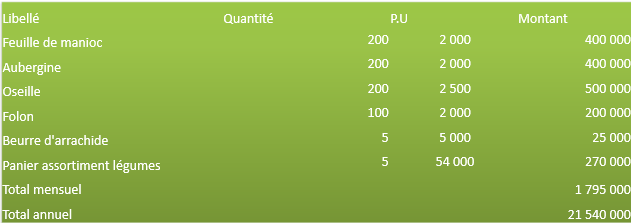 Libellé Quantité P.U Montant
Feuille de manioc 200 2 000 400 000
Aubergine 200 2 000 400 000
Oseille 200 2 500 500 000
Folon 100 2 000 200 000
Beurre d'arrachide 5 5 000 25 000
Panier assortiment légumes 5 54 000 270 000
Total mensuel 1 795 000
Total annuel 21 540 000